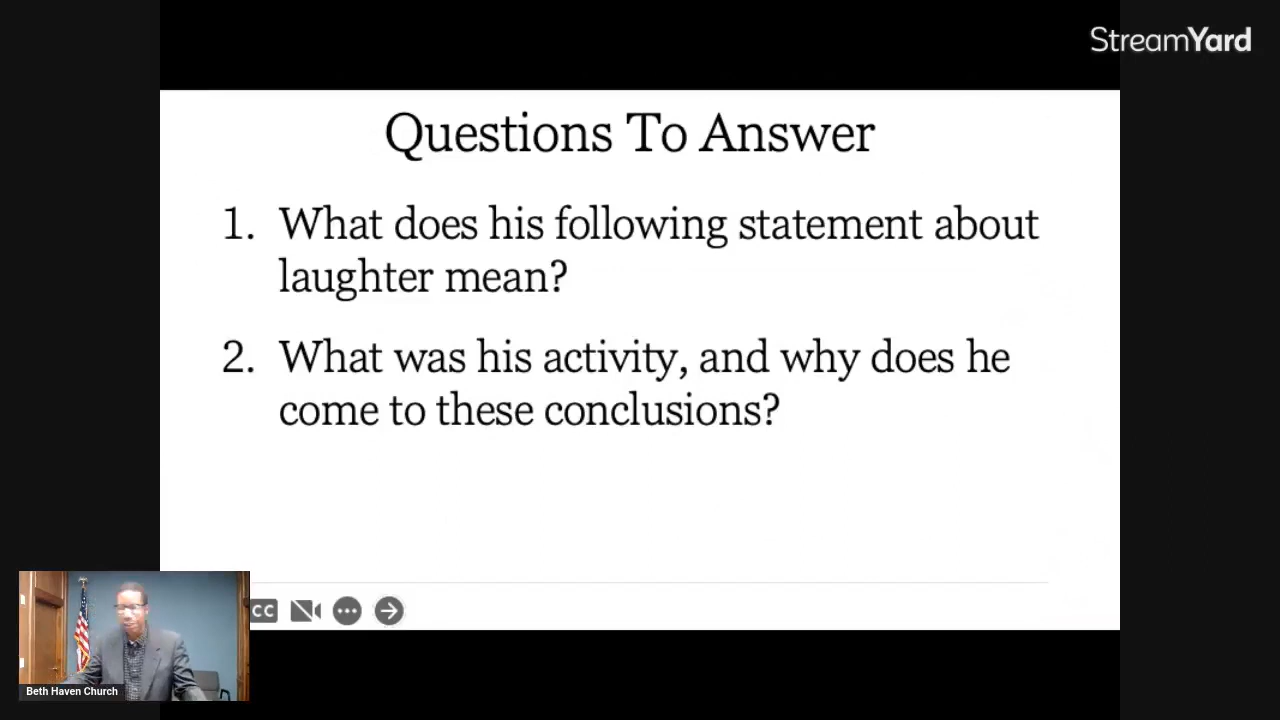 StreamYard
Questions To Answer
1. What does his following statement about
laughter mean?
2. What was his activity, and why does he
come to these conclusions?
CC
Beth Haven Church